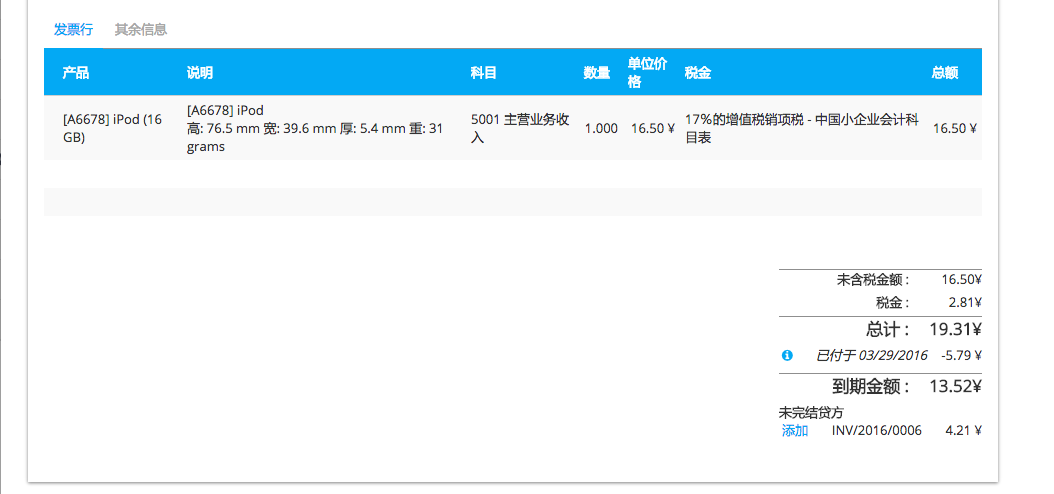 发票行 其余信息
产品 说明 科目 数量 单位价格 税金 总额
[A6678] iPod (16 GB)
[A6678] iPod
高: 76.5 mm 宽: 39.6 mm 厚: 5.4 mm 重: 31
grams
5001 主营业务收
入
1.000
16.50 ¥
17%的增值税销项税 - 中国小企业会计科
目表
16.50 ¥
未含税金额 : 16.50¥
税金 : 2.81¥
总计 : 19.31¥
已付于 03/29/2016 -5.79 ¥
到期金额 : 13.52¥
未完结贷方
添加 INV/2016/0006 4.21 ¥